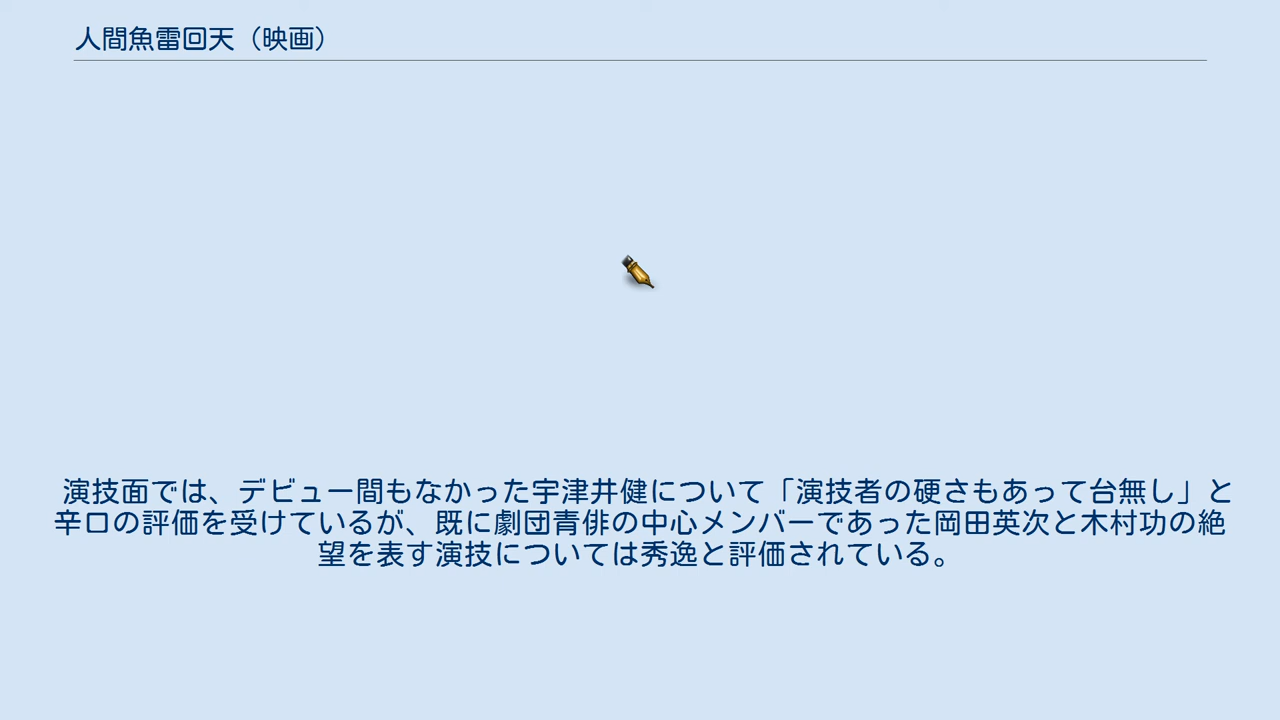 人間魚雷回天（映画）
演技面では、デビュー間もなかった宇津井健について「演技者の硬さもあって台無し」と
辛口の評価を受けているが、既に劇団青俳の中心メンバーであった岡田英次と木村功の絶
望を表す演技については秀逸と評価されている。